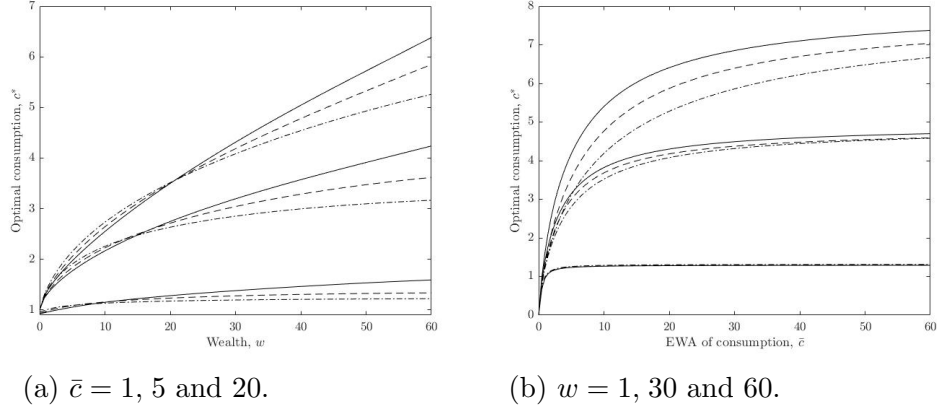 7
6
5
4
3
2
1
0 10 20 30 40 50 60
Optimal consumption, c*
Wealth, w
(a) c̄ = 1, 5 and 20.
8
7
6
5
4
3
2
1
0
0 10 20 30 40 50 60
Optimal consumption, c*
EWA of consumption, c̄
(b) w = 1, 30 and 60.